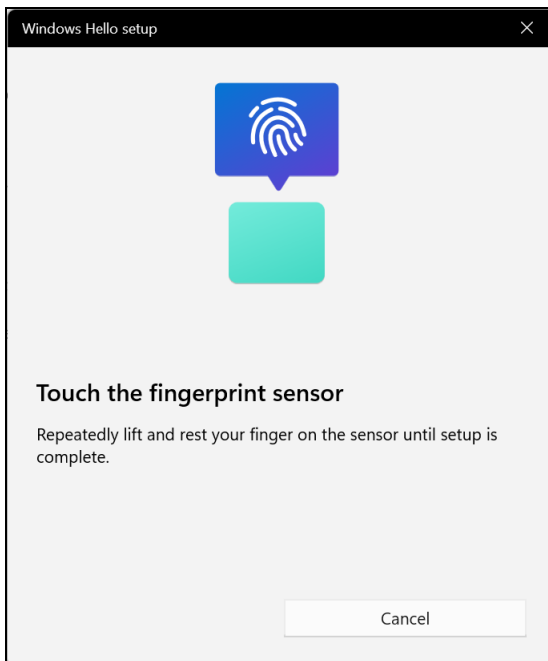 Windows Hello setup
Touch the fingerprint sensor
Repeatedly lift and rest your finger on the sensor until setup is
complete.
Cancel